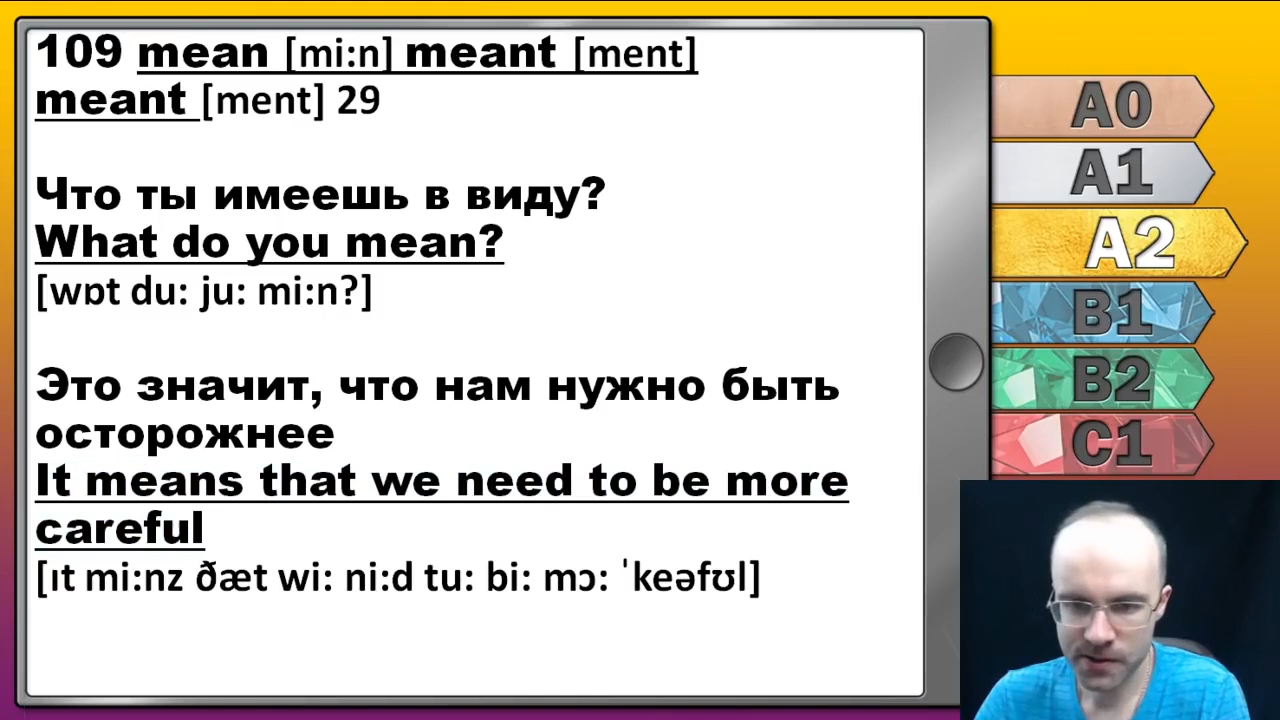 109 mean [mi:n] meant [ment]
meant [ment] 29
Что ты имеешь в виду?
What do you mean?
[wɒt du: ju: mi:n?]
Это значит, что нам нужно быть
осторожнее
It means that we need to be more
careful
[ɪt mi:nz ðæt wi: ni:d tu: bi: mɔ: ˈkeəfʊl]
A0
A1
A2
B1
B2
C1